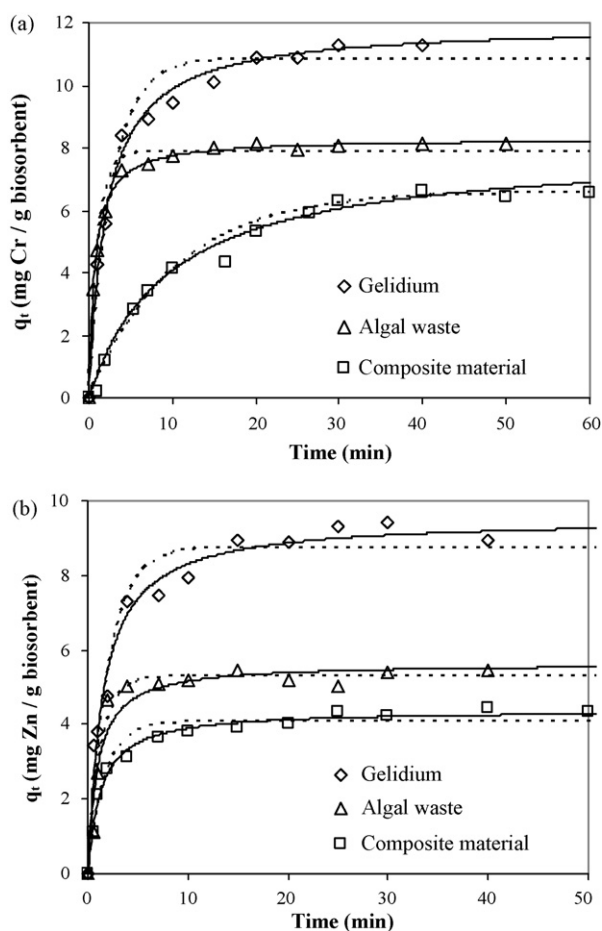 (a)
12
10
8
6
4
2
0
qt (mg Cr / g biosorbent)
Gelidium
Algal waste
Composite material
0 10 20 30 40 50 60
Time (min)
(b)
10
8
6
4
2
0
qt (mg Zn / g biosorbent)
Gelidium
Algal waste
Composite material
0 10 20 30 40 50
Time (min)